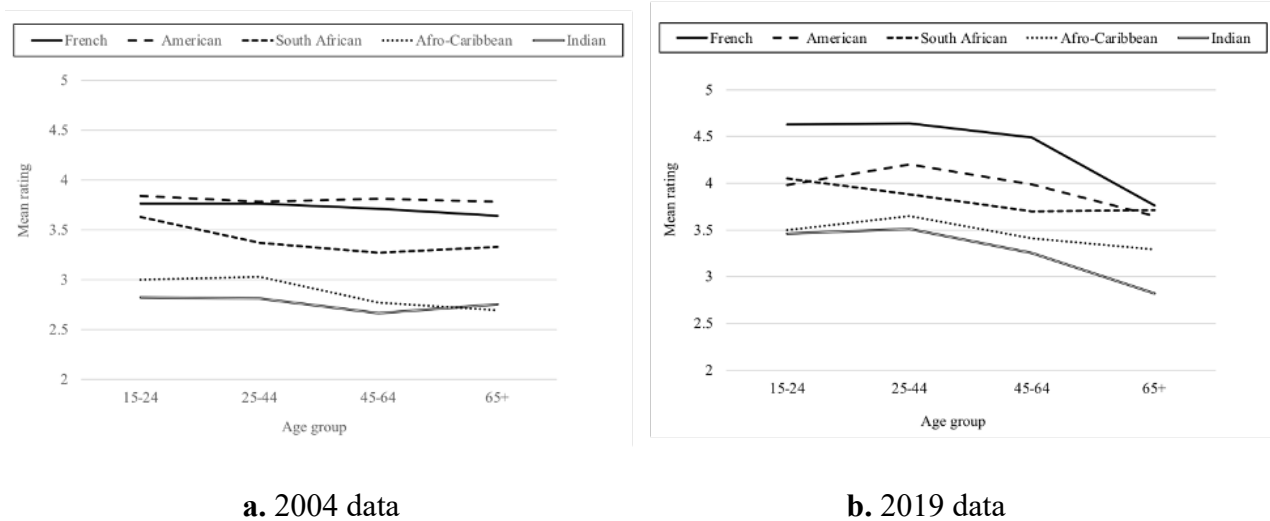 French American South African Afro-Caribbean Indian
5
4.5
4
3.5
3
2.5
2
Mean rating
15-24 25-44 45-64 65+
Age group
a. 2004 data
French American South African Afro-Caribbean Indian
5
4.5
4
3.5
3
2.5
2
Mean rating
15-24 25-44 45-64 65+
Age group
b. 2019 data